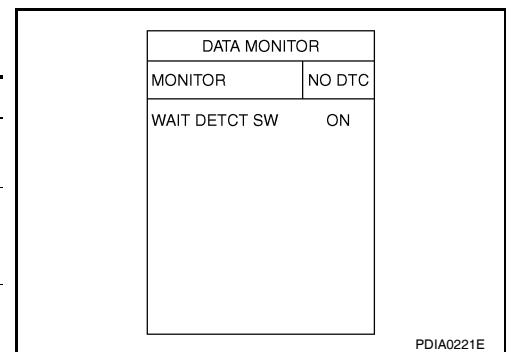 DATA MONITOR
MONITOR NO DTC
WAIT DETCT SW ON
PDIA0221E